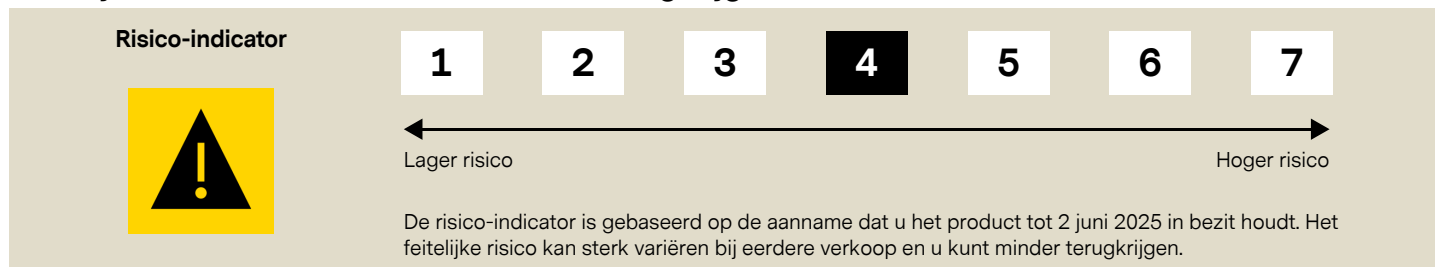 Risico-indicator
1 2 3 4 5 6 7
Lager risico Hoger risico
De risico-indicator is gebaseerd op de aanname dat u het product tot 2 juni 2025 in bezit houdt. Het
feitelijke risico kan sterk variëren bij eerdere verkoop en u kunt minder terugkrijgen.